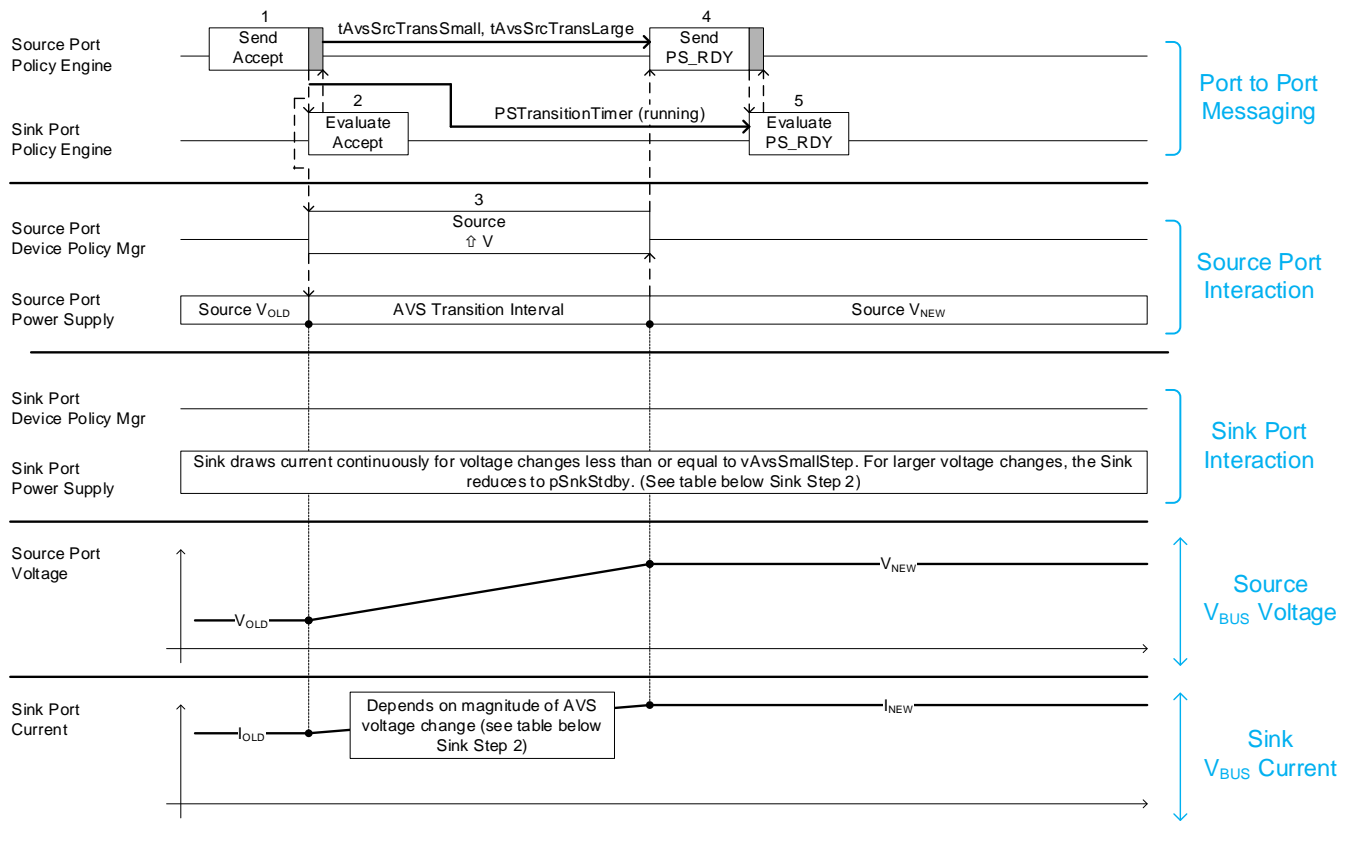 1
Send
Accept
tAvsSrcTransSmall, tAvsSrcTransLarge
4
Send
PS_RDY
Source Port
Policy Engine
Port to Port
Messaging
2
Evaluate
Accept
PSTransitionTimer (running)
5
Evaluate
PS_RDY
Sink Port
Policy Engine
Source Port
Device Policy Mgr
3
Source
⇧ V
Source Port
Interaction
Source Port
Power Supply
Source VOLD
AVS Transition Interval
Source VNEW
Sink Port
Device Policy Mgr
Sink Port
Interaction
Sink Port
Power Supply
Sink draws current continuously for voltage changes less than or equal to vAvsSmallStep. For larger voltage changes, the Sink
reduces to pSnkStdby. (See table below Sink Step 2)
Source Port
Voltage
VOLD
VNEW
Source
VBUS Voltage
Sink Port
Current
IOLD
Depends on magnitude of AVS
voltage change (see table below
Sink Step 2)
INEW
Sink
VBUS Current